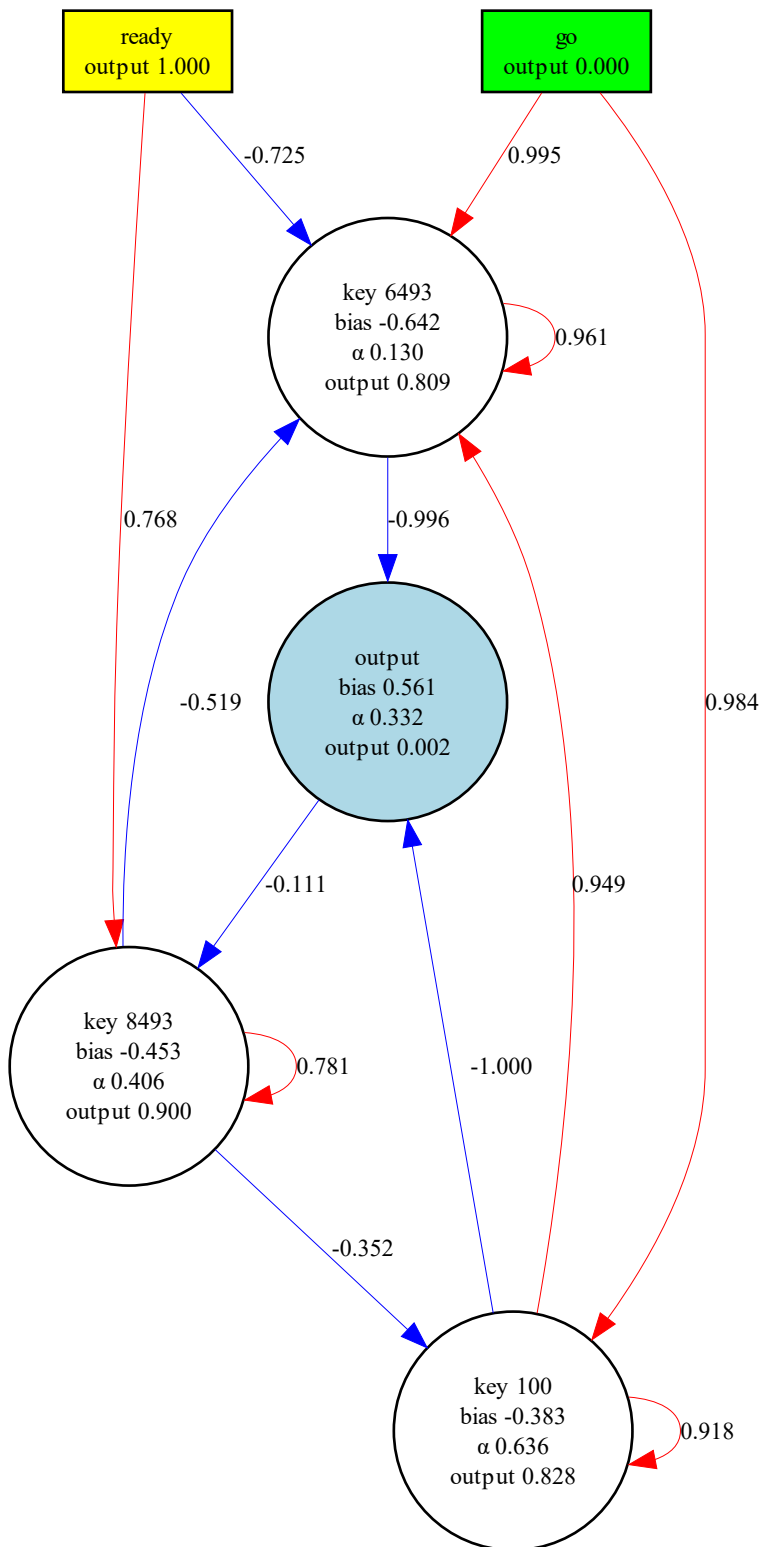 ready
output 1.000
go
output 0.000
-0.725
0.995
key 6493
bias -0.642
α 0.130
output 0.809
0.961
0.768
-0.996
output
bias 0.561
α 0.332
output 0.002
-0.519
0.984
-0.111
0.949
key 8493
bias -0.453
α 0.406
output 0.900
0.781
-1.000
-0.352
key 100
bias -0.383
α 0.636
output 0.828
0.918